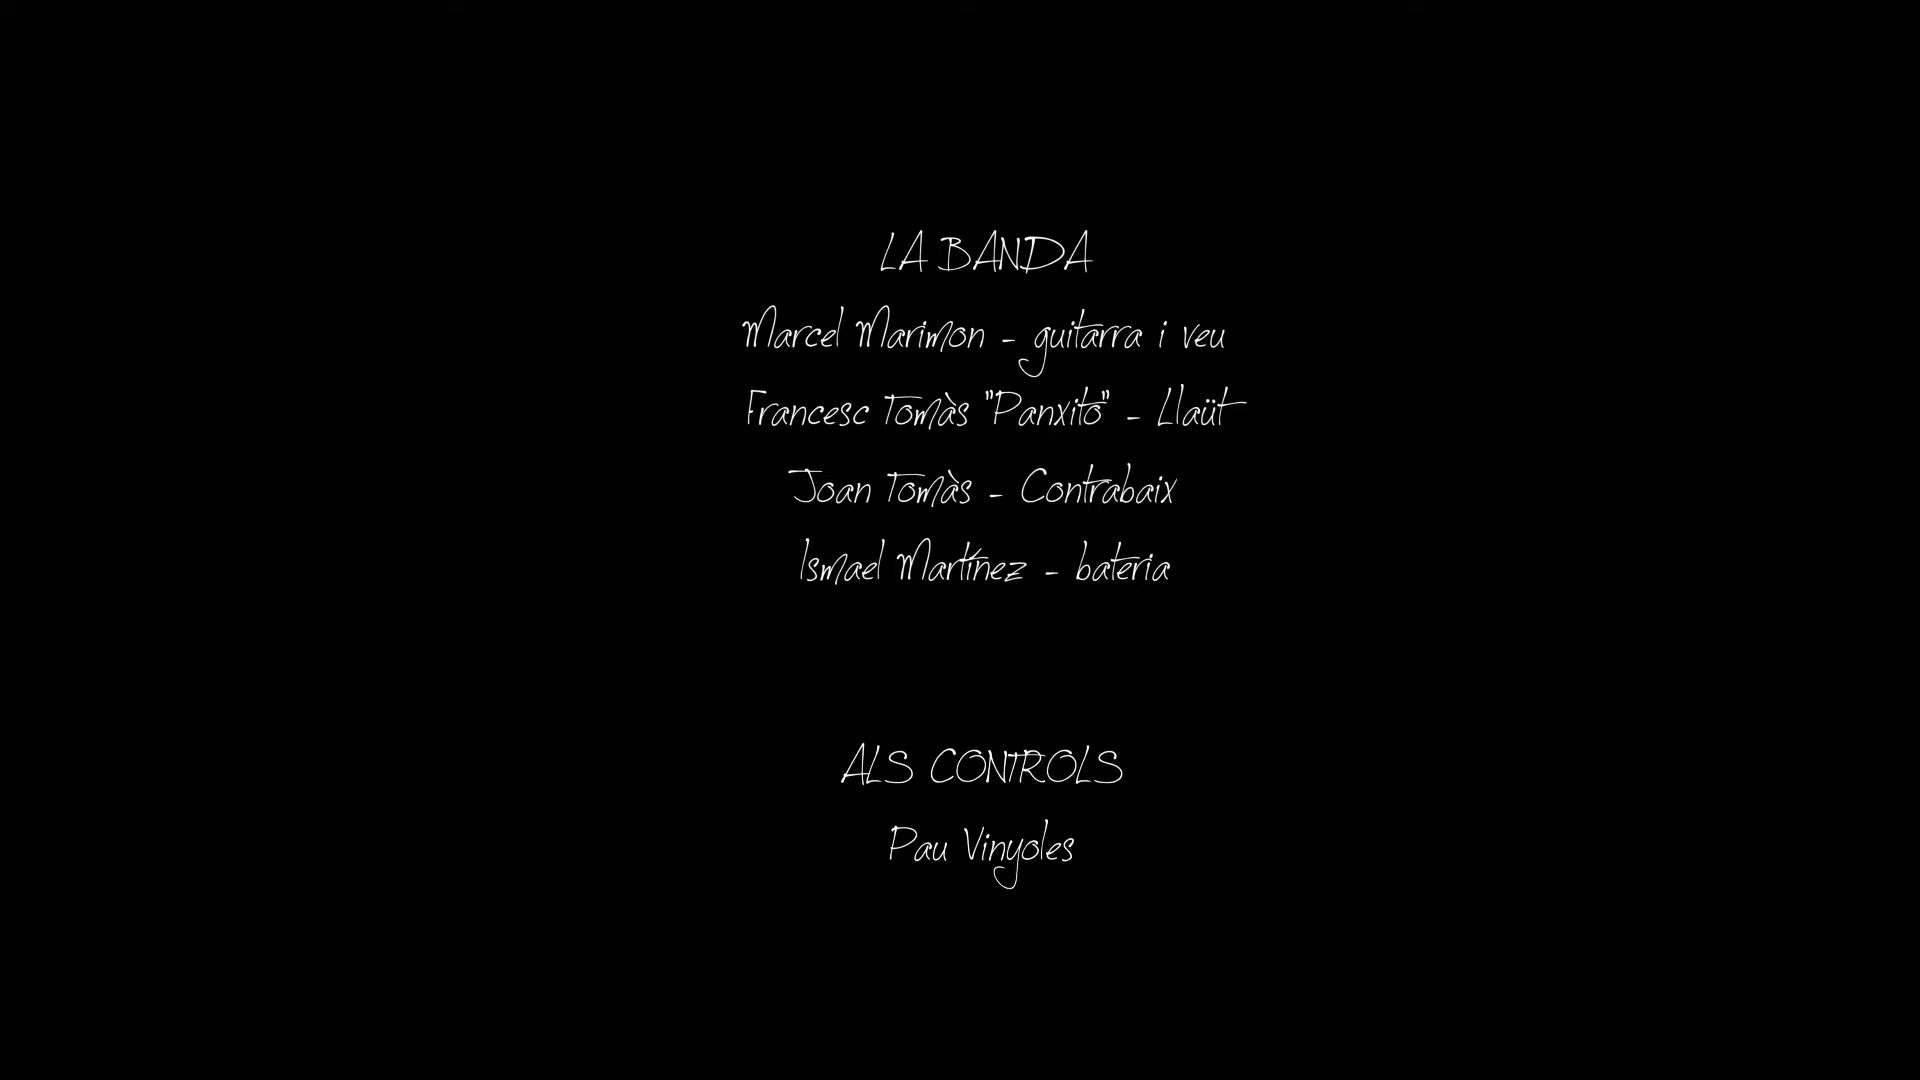 LA BANDA
Marcel Marimon - guitarra i veu
Francesc Tomàs "Panxito" - Llaüt
Joan Tomàs - Contrabaix
Ismael Martínez - bateria
ALS CONTROLS
Pau Vinyoles